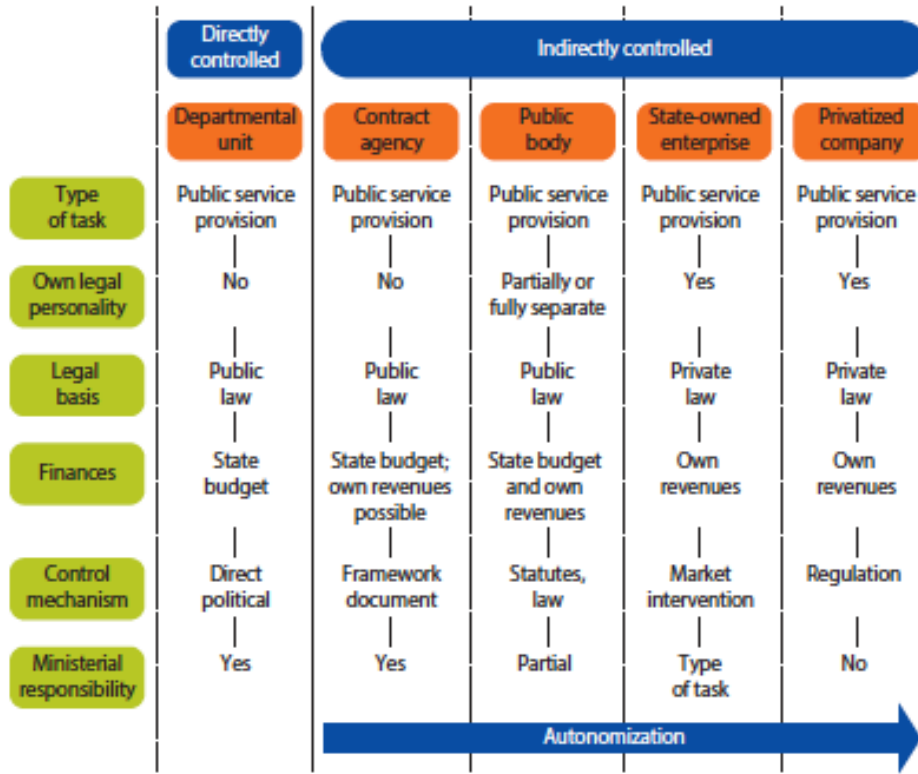 Directly
controlled
Indirectly controlled
Departmental
unit
Contract
agency
Public
body
State-owned
enterprise
Privatized
company
Type
of task
Public service
provision
Public service
provision
Public service
provision
Public service
provision
Public service
provision
Own legal
personality
No
No
Partially or
fully separate
Yes
Yes
Legal
basis
Public
law
Public
law
Public
law
Private
law
Private
law
Finances
State
budget
State budget;
own revenues
possible
State budget
and own
revenues
Own
revenues
Own
revenues
Control
mechanism
Direct
political
Framework
document
Statutes,
law
Market
intervention
Regulation
Ministerial
responsibility
Yes
Yes
Partial
Type
of task
No
Autonomization